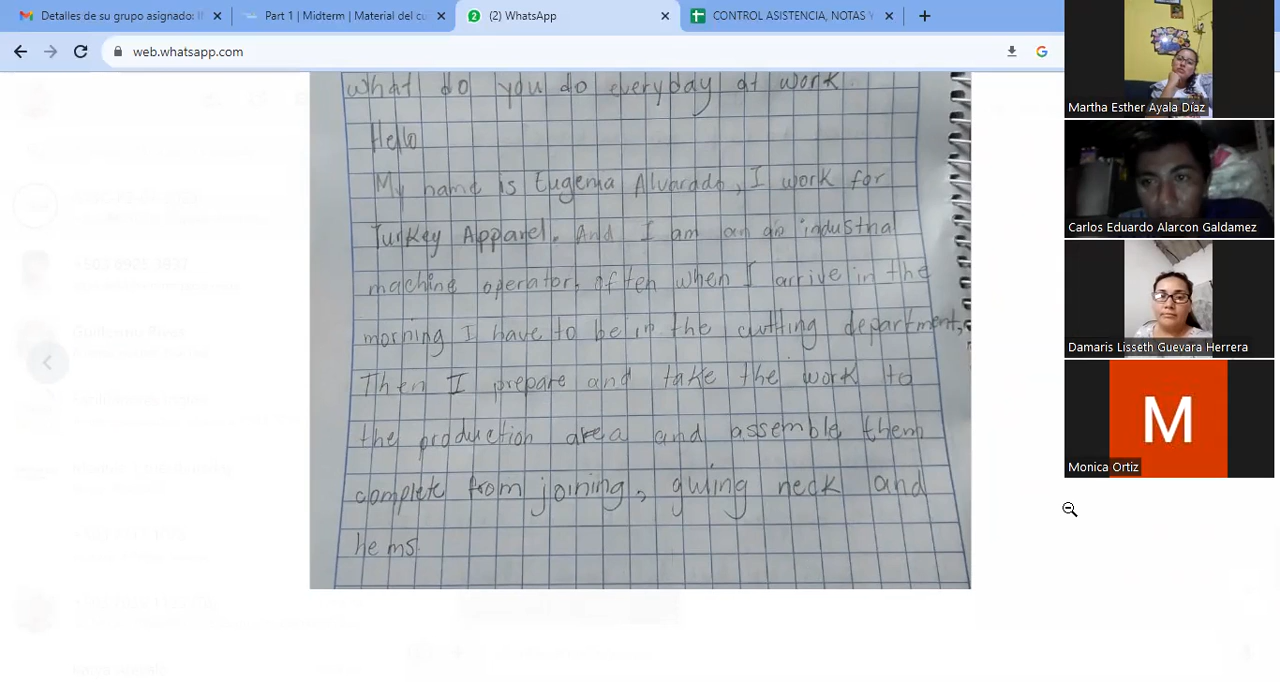 Detalles de su grupo asignado: If
Part 1 | Midterm | Material del cu
(2) WhatsApp
CONTROL ASISTENCIA, NOTAS Y
web.whatsapp.com
what do you do everyday at work.
Hello
My name is Eugenia Alvarado, I work for
Turkey Apparel. And I am an an industrial
machine operator, often when I arrive in the
morning I have to be in the cutting department,
Then I prepare and take the work to
the production area and assemble them
complete from joining, neck and
hems.
Martha Esther Ayala Díaz
Carlos Eduardo Alarcon Galdamez
Damaris Lisseth Guevara Herrera
M
Monica Ortiz